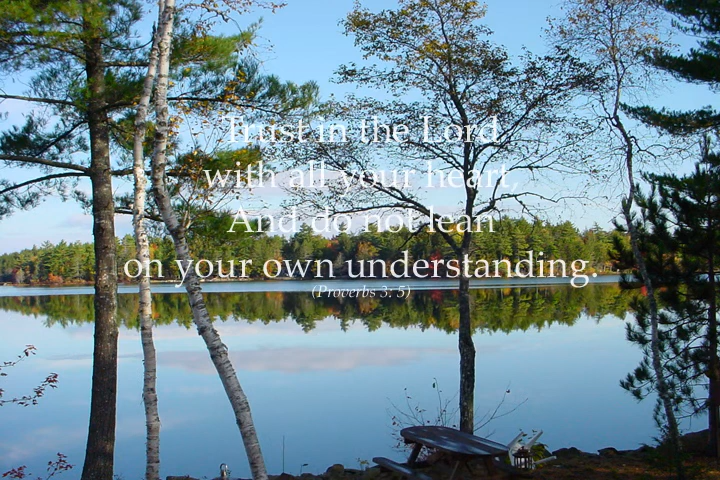 Trust in the Lord
with all your heart,
And do not lean
on your own understanding.
(Proverbs 3; 5)